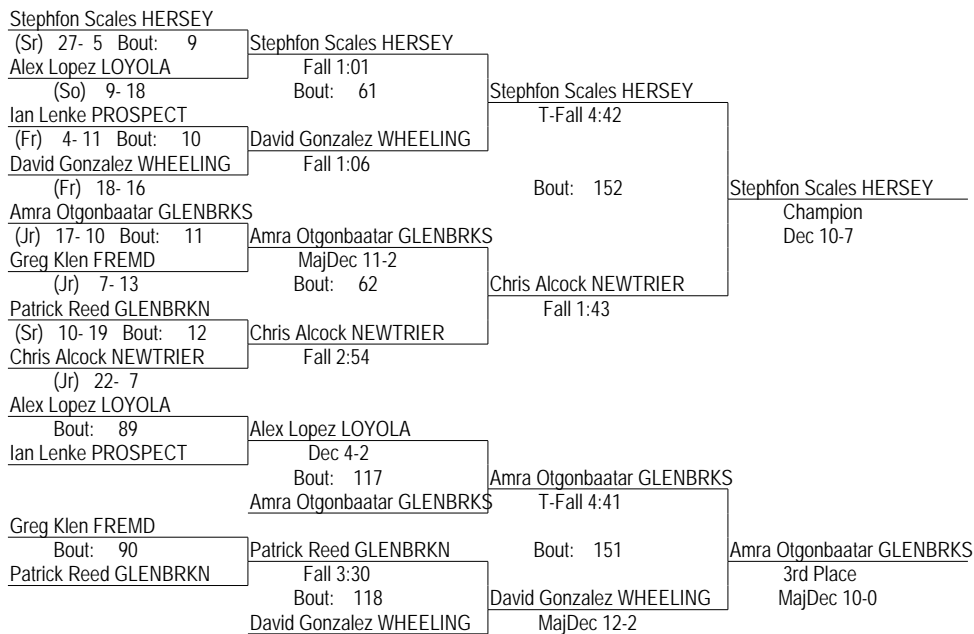 Stephfon Scales HERSEY
(Sr) 27- 5 Bout: 9
Stephfon Scales HERSEY
Alex Lopez LOYOLA
Fall 1:01
(So) 9- 18
Bout: 61
Stephfon Scales HERSEY
Ian Lenke PROSPECT
T-Fall 4:42
(Fr) 4- 11 Bout: 10
David Gonzalez WHEELING
David Gonzalez WHEELING
Fall 1:06
(Fr) 18- 16
Bout: 152
Stephfon Scales HERSEY
Amra Otgonbaatar GLENBRKS
Champion
(Jr) 17- 10 Bout: 11
Amra Otgonbaatar GLENBRKS
Dec 10-7
Greg Klen FREMD
MajDec 11-2
(Jr) 7- 13
Bout: 62
Chris Alcock NEWTRIER
Patrick Reed GLENBRKN
Fall 1:43
(Sr) 10- 19 Bout: 12
Chris Alcock NEWTRIER
Chris Alcock NEWTRIER
Fall 2:54
(Jr) 22- 7
Alex Lopez LOYOLA
Bout: 89
Alex Lopez LOYOLA
Ian Lenke PROSPECT
Dec 4-2
Bout: 117
Amra Otgonbaatar GLENBRKS
Amra Otgonbaatar GLENBRKS
T-Fall 4:41
Greg Klen FREMD
Bout: 90
Patrick Reed GLENBRKN
Bout: 151
Amra Otgonbaatar GLENBRKS
Patrick Reed GLENBRKN
Fall 3:30
3rd Place
Bout: 118
David Gonzalez WHEELING
MajDec 10-0
David Gonzalez WHEELING
MajDec 12-2